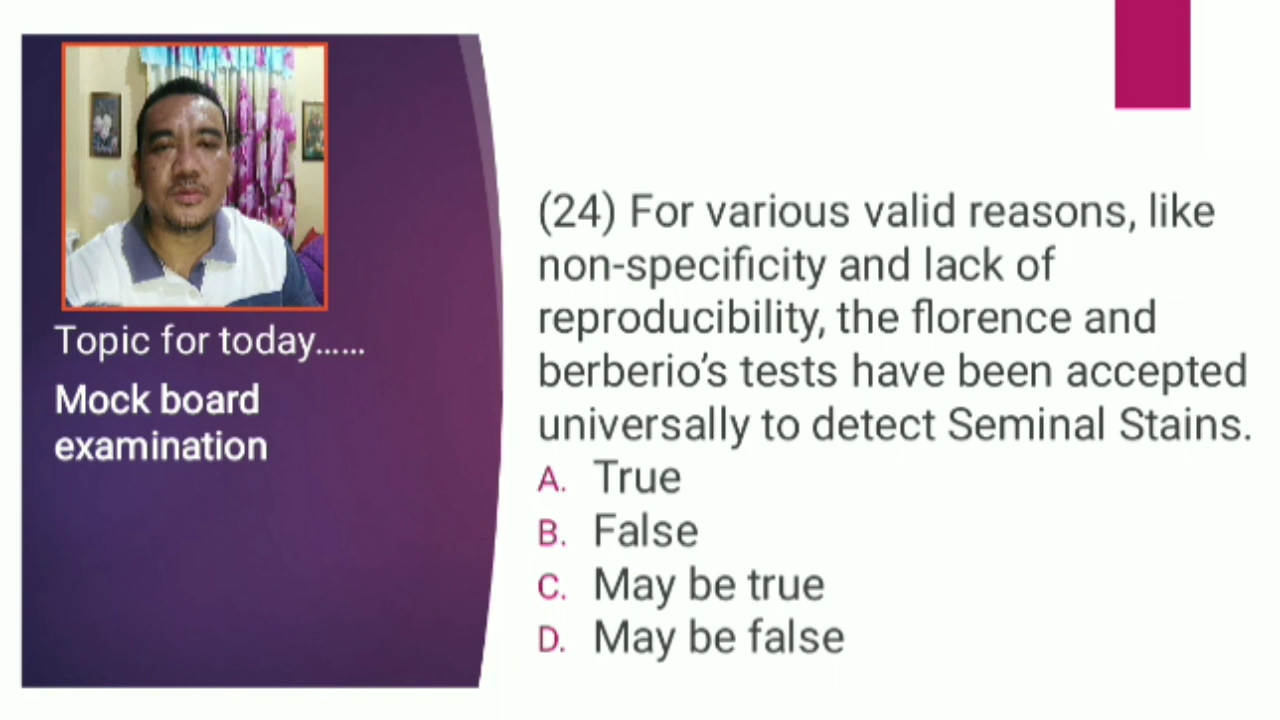 Topic for today......
Mock board
examination
(24) For various valid reasons, like
non-specificity and lack of
reproducibility, the florence and
berberio's tests have been accepted
universally to detect Seminal Stains.
A. True
B. False
C. May be true
D. May be false